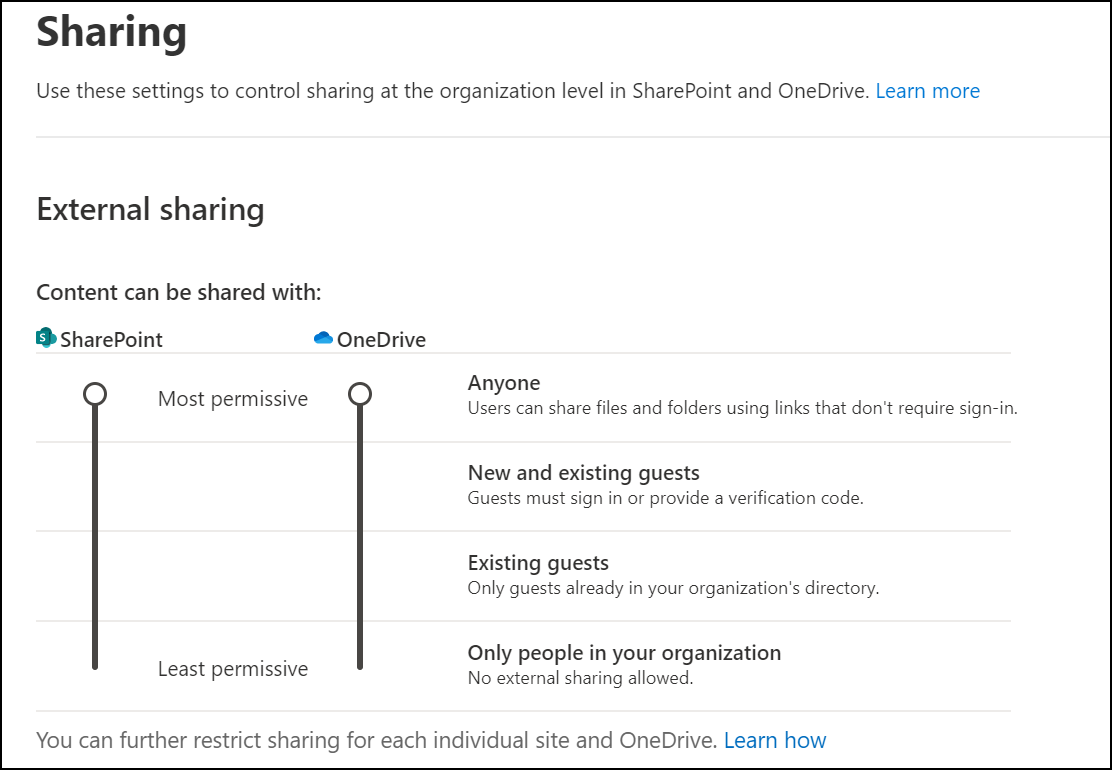 Sharing
Use these settings to control sharing at the organization level in SharePoint and OneDrive. Learn more
External sharing
Content can be shared with:
S SharePoint OneDrive
Most permissive
Anyone
Users can share files and folders using links that don't require sign-in.
New and existing guests
Guests must sign in or provide a verification code.
Existing guests
Only guests already in your organization's directory.
Least permissive
Only people in your organization
No external sharing allowed.
You can further restrict sharing for each individual site and OneDrive. Learn how